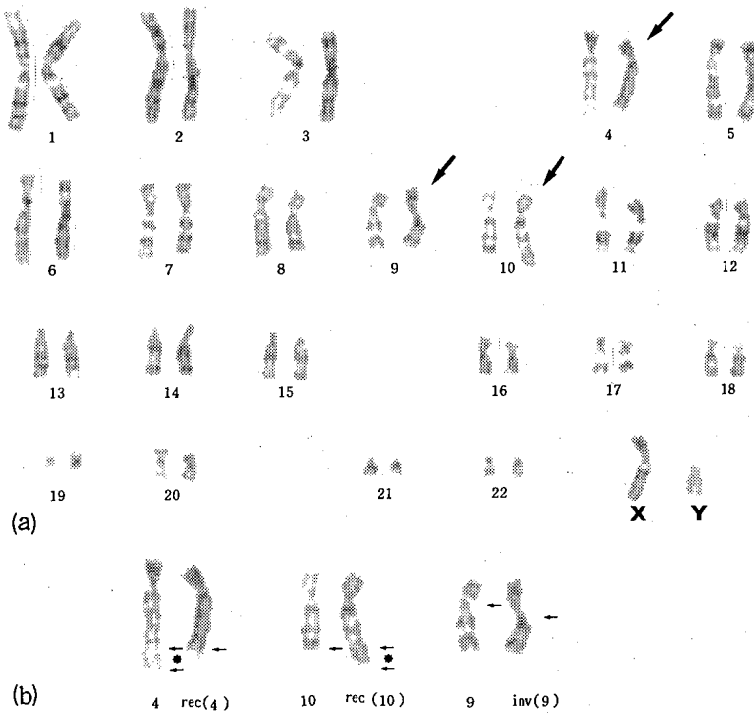 1 2 3 4 5
6 7 8 9 10 11 12
13 14 15 16 17 18
19 20 21 22 X Y
(a)
(b) 4 rec(4) 10 rec (10) 9 inv(9)